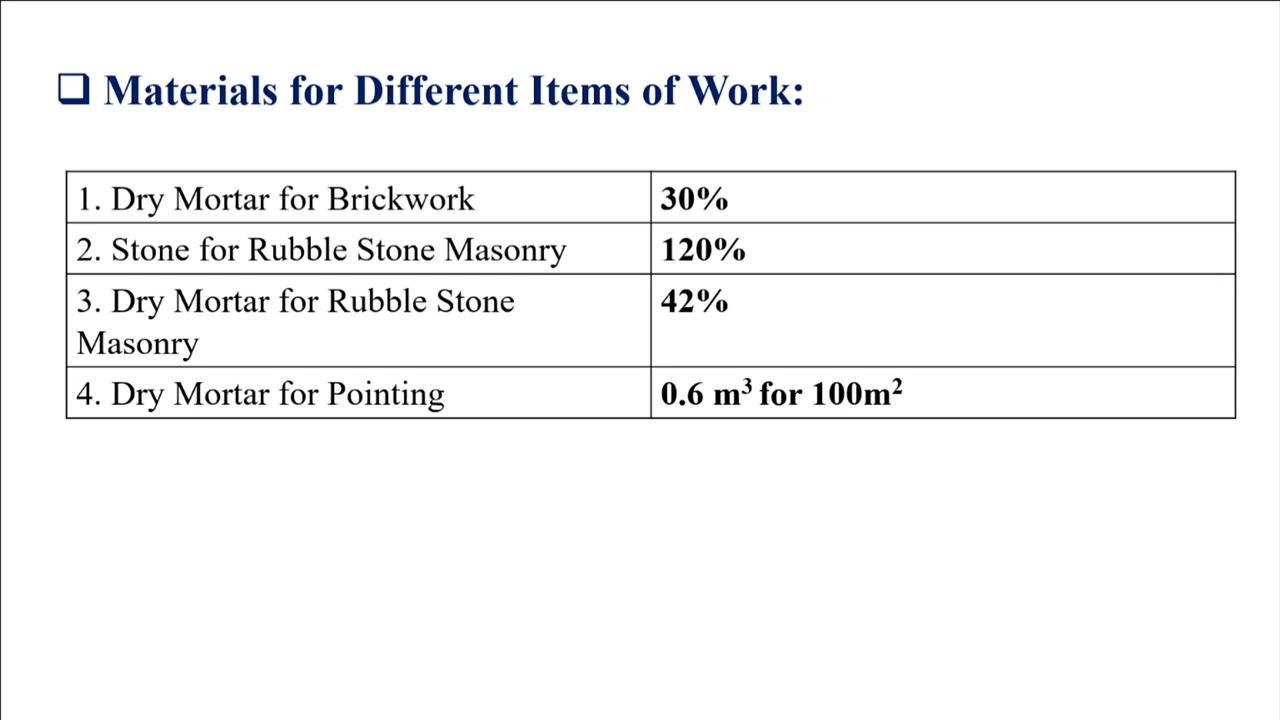 ❑ Materials for Different Items of Work:
1. Dry Mortar for Brickwork
30%
2. Stone for Rubble Stone Masonry
120%
3. Dry Mortar for Rubble Stone
Masonry
42%
4. Dry Mortar for Pointing
0.6 m³ for 100m²